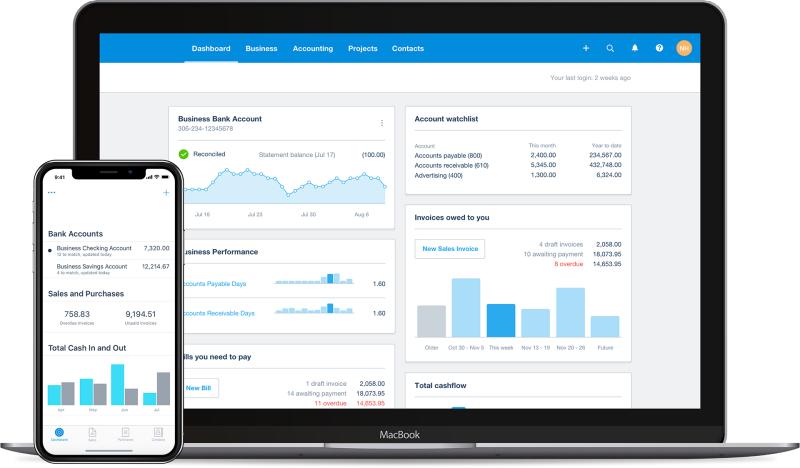 Dashboard Business Accounting Projects Contacts
NH
Your last login: 2 weeks ago
Business Bank Account
306-234-12345678
Reconciled Statement balance (Jul 17) (100.00)
Jul 16 Jul 23 Jul 30 Aug 6
usiness Performance
ccounts Payable Days 1.60
ccounts Receivable Days 1.60
ills you need to pay
New Bill
1 draft invoice 2,058.00
14 awaiting payment 18,073.95
11 overdue 14,653.95
Account watchlist
Account This month Year to date
Accounts payable (800) 2,400.00 234,567.00
Accounts receivable (610) 5,345.00 432,748.00
Advertising (400) 1,300.00 6,324.00
Invoices owed to you
New Sales Invoice
4 draft invoices 2,058.00
10 awaiting payment 18,073.95
8 overdue 14,653.95
Older Oct 30 - Nov 5 This week Nov 13 - 19 Nov 20 - 26 Future
Total cashflow
MacBook
9:41
Bank Accounts
Business Checking Account 7,320.00
12 to match, updated today
Business Savings Account 12,214.67
4 to match, updated today
Sales and Purchases
758.83 9,194.51
Overdue invoices Unpaid invoices
Total Cash In and Out
Apr May Jun Jul
Dashboard Sales Purchases Contacts